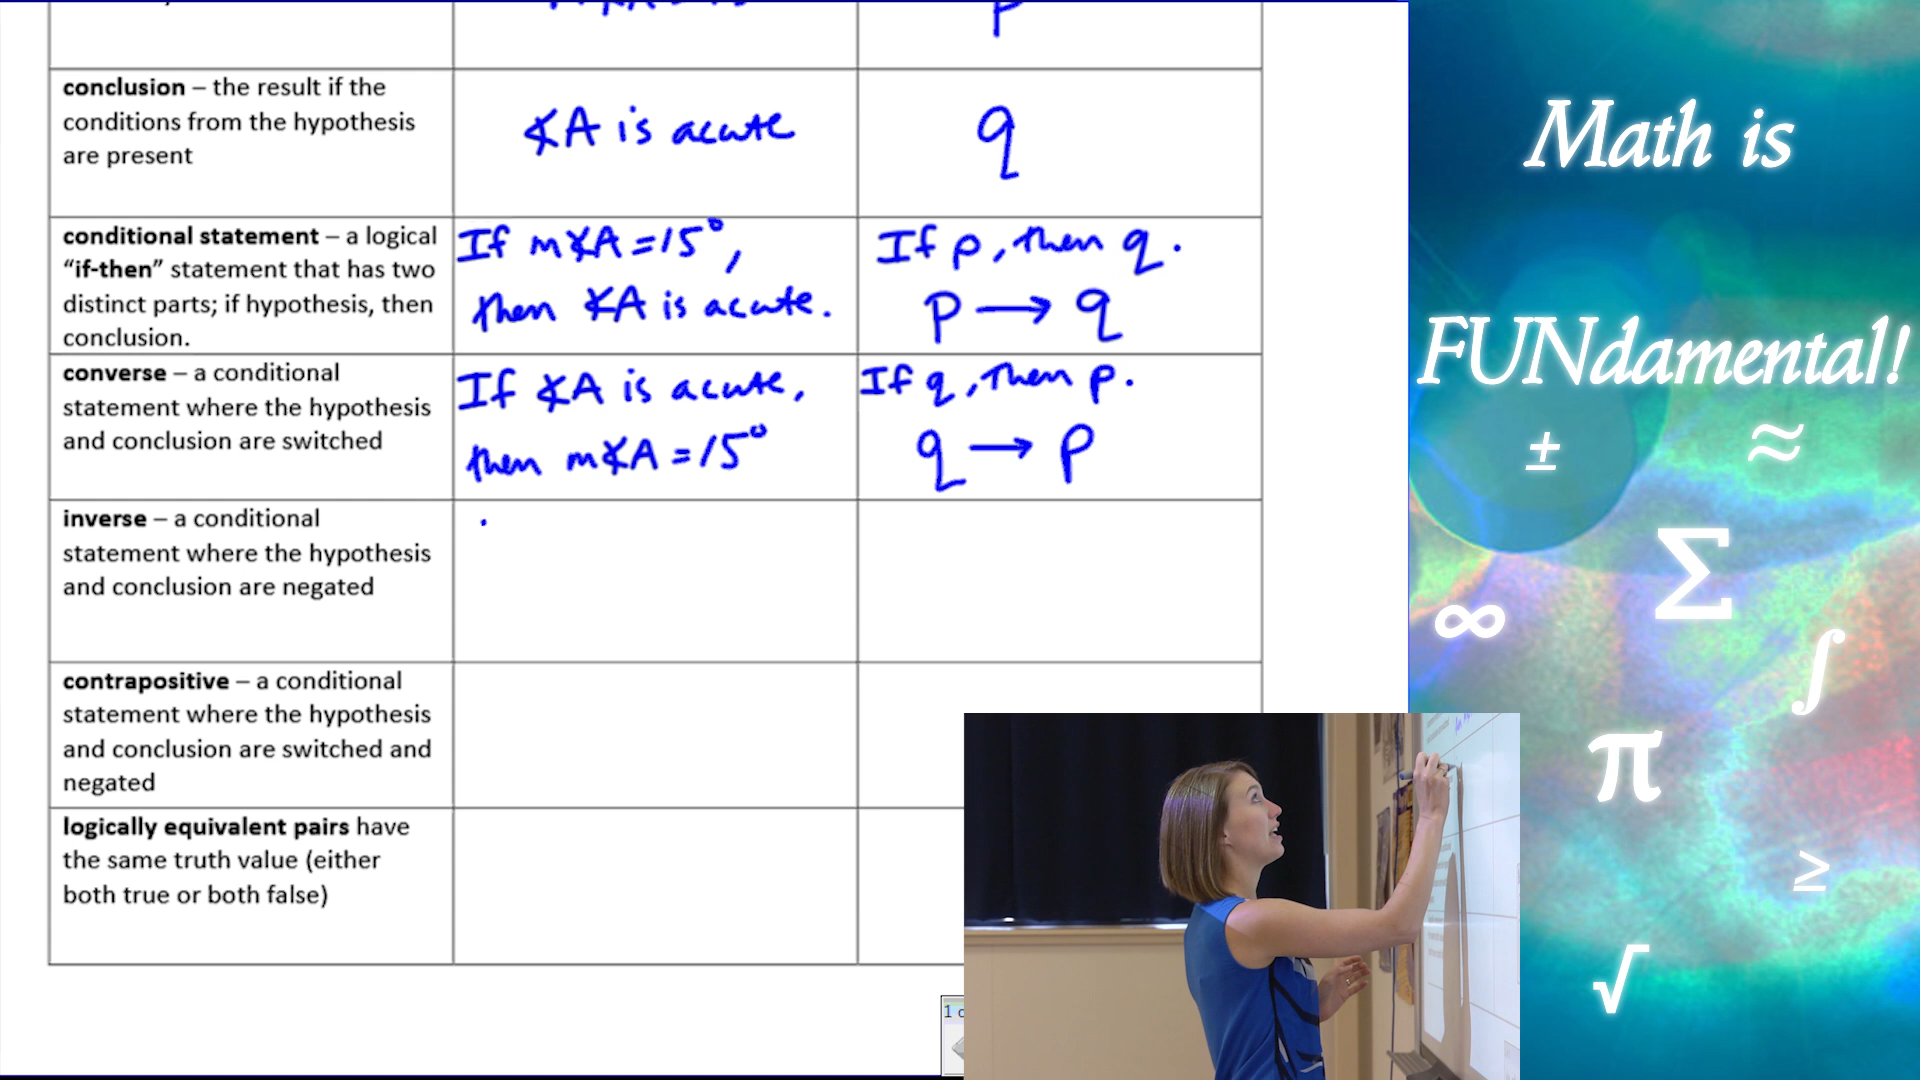 conclusion – the result if the
conditions from the hypothesis
are present
∡A is acute
q
conditional statement – a logical
“if-then” statement that has two
distinct parts; if hypothesis, then
conclusion.
If m∡A = 15°,
then ∡A is acute.
If p, then q.
p → q
converse – a conditional
statement where the hypothesis
and conclusion are switched
If ∡A is acute,
then m∡A = 15°
If q, then p.
q → p
inverse – a conditional
statement where the hypothesis
and conclusion are negated
contrapositive – a conditional
statement where the hypothesis
and conclusion are switched and
negated
logically equivalent pairs have
the same truth value (either
both true or both false)
Math is
FUNdamental!
± ≈
Σ
∞
∫
π
≥
√